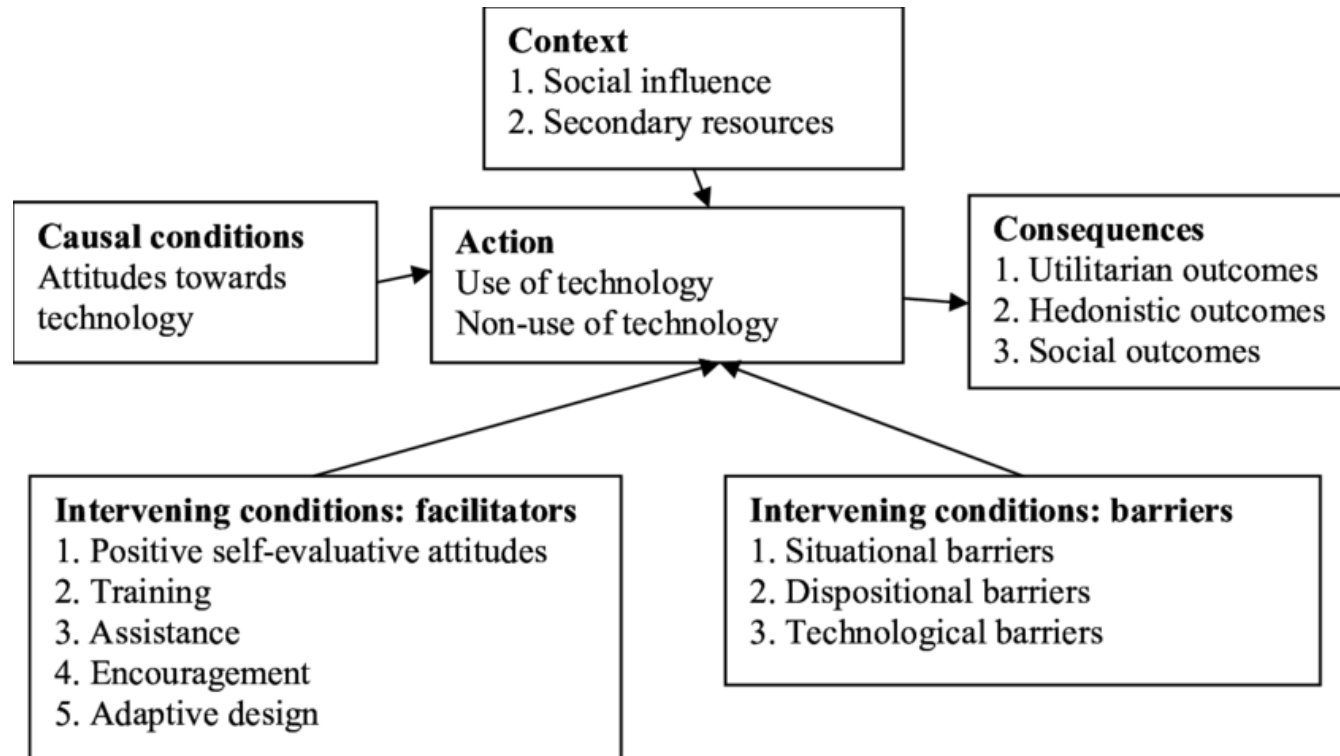 Context
1. Social influence
2. Secondary resources
Causal conditions
Attitudes towards
technology
Action
Use of technology
Non-use of technology
Consequences
1. Utilitarian outcomes
2. Hedonistic outcomes
3. Social outcomes
Intervening conditions: facilitators
1. Positive self-evaluative attitudes
2. Training
3. Assistance
4. Encouragement
5. Adaptive design
Intervening conditions: barriers
1. Situational barriers
2. Dispositional barriers
3. Technological barriers